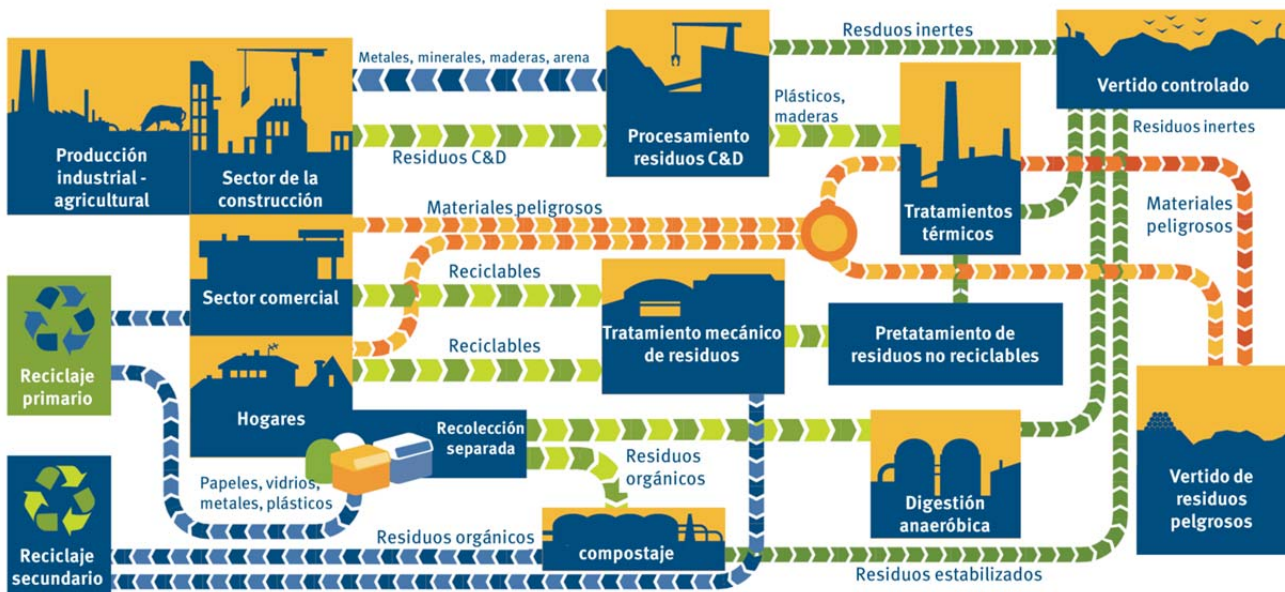 Metales, minerales, maderas, arena
Resduos inertes
Vertido controlado
Plásticos,
maderas
Residuos inertes
Producción
industrial -
agricultural
Sector de la
construcción
Residuos C&D
Procesamiento
residuos C&D
Materiales peligrosos
Tratamientos
térmicos
Materiales
peligrosos
Reciclables
Sector comercial
Reciclables
Tratamiento mecánico
de residuos
Pretatamiento de
residuos no reciclables
Reciclaje
primario
Hogares
Recolección
separada
Residuos
orgánicos
Papeles, vidrios,
metales, plásticos
Digestión
anaeróbica
Vertido de
residuos
pelgrosos
Residuos orgánicos
compostaje
Reciclaje
secundario
Residuos estabilizados